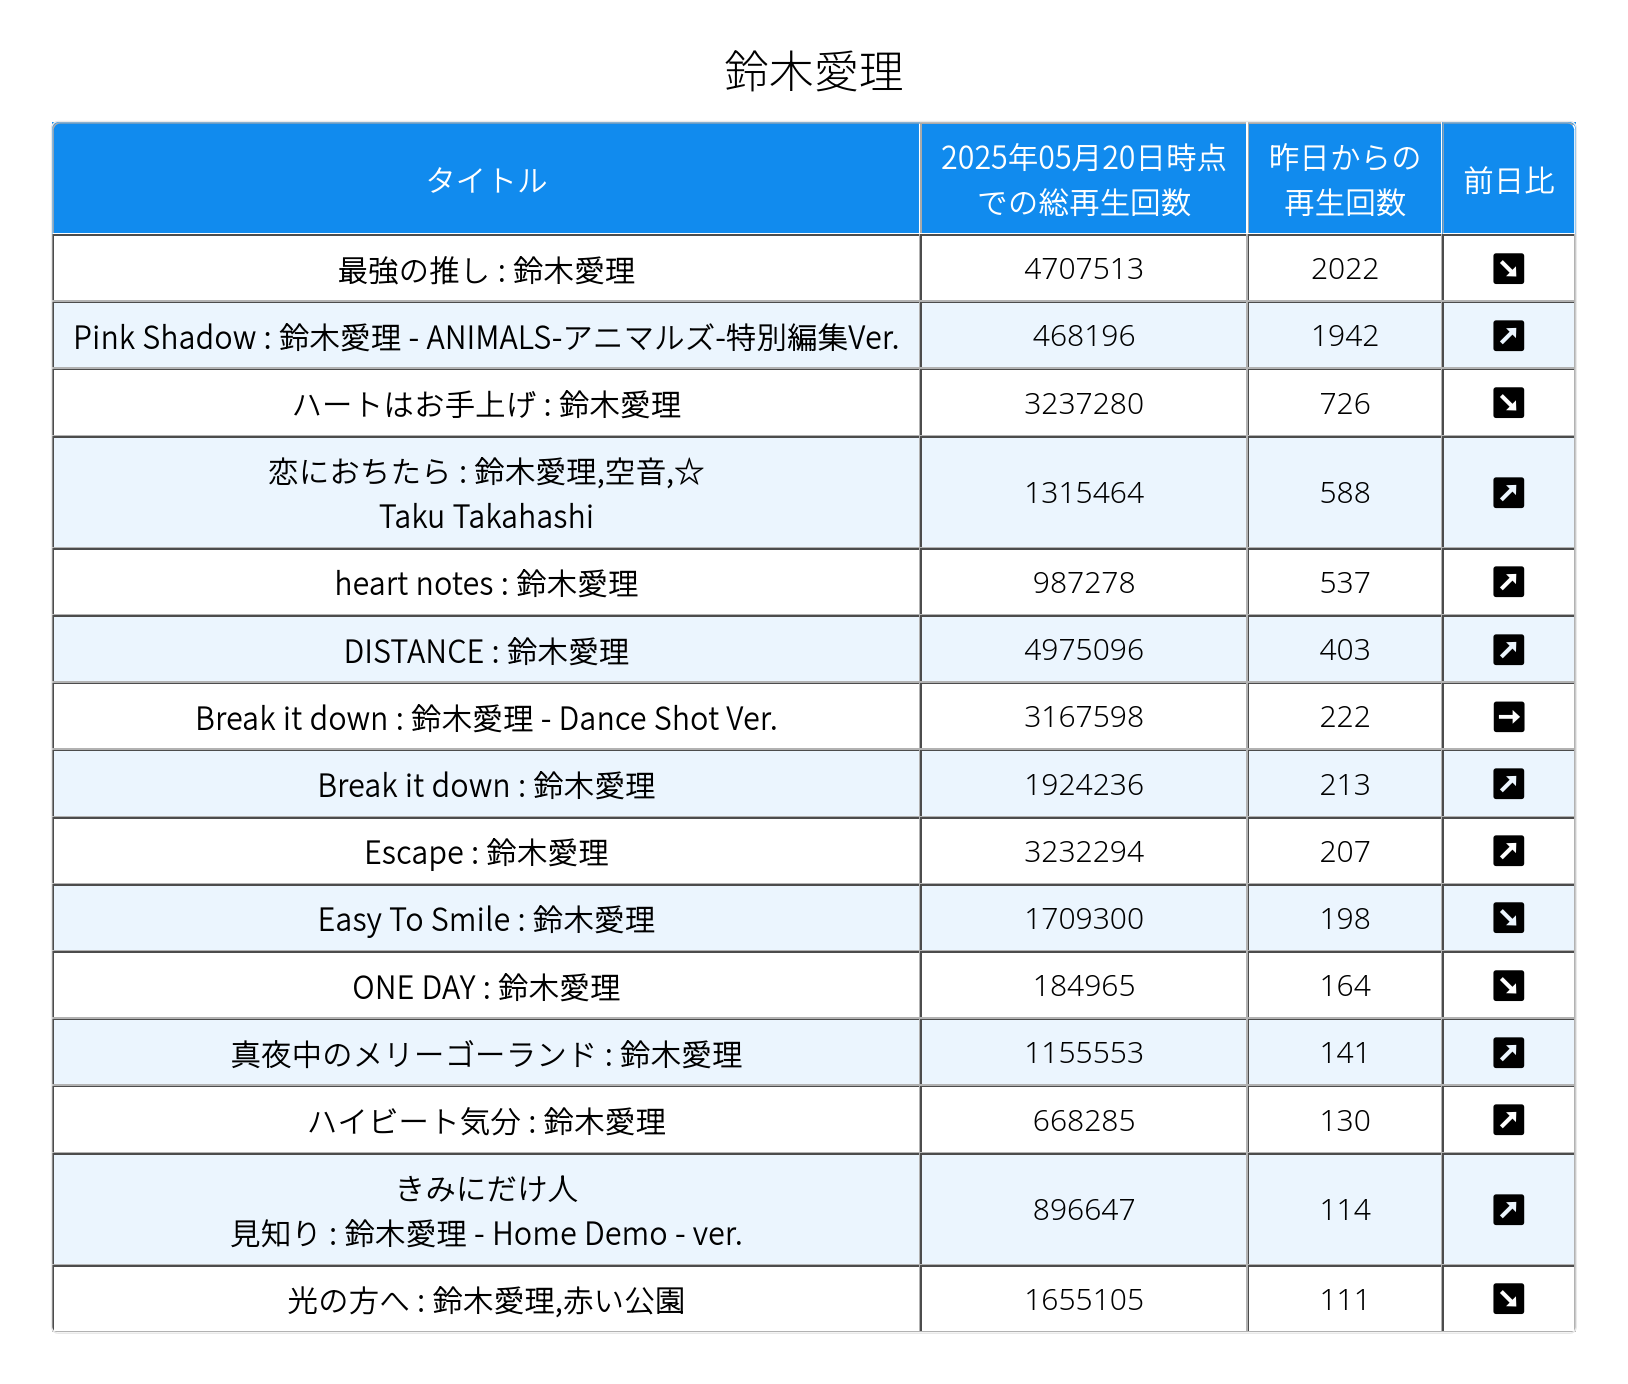 鈴木愛理
タイトル
2025年05月20日時点
での総再生回数
昨日からの
再生回数
前日比
最強の推し : 鈴木愛理 4707513 2022
Pink Shadow : 鈴木愛理 - ANIMALS-アニマルズ-特別編集Ver. 468196 1942
ハートはお手上げ : 鈴木愛理 3237280 726
恋におちたら : 鈴木愛理,空音,☆
Taku Takahashi
1315464 588
heart notes : 鈴木愛理 987278 537
DISTANCE : 鈴木愛理 4975096 403
Break it down : 鈴木愛理 - Dance Shot Ver. 3167598 222
Break it down : 鈴木愛理 1924236 213
Escape : 鈴木愛理 3232294 207
Easy To Smile : 鈴木愛理 1709300 198
ONE DAY : 鈴木愛理 184965 164
真夜中のメリーゴーランド : 鈴木愛理 1155553 141
ハイビート気分 : 鈴木愛理 668285 130
きみにだけ人
見知り : 鈴木愛理 - Home Demo - ver.
896647 114
光の方へ : 鈴木愛理,赤い公園 1655105 111